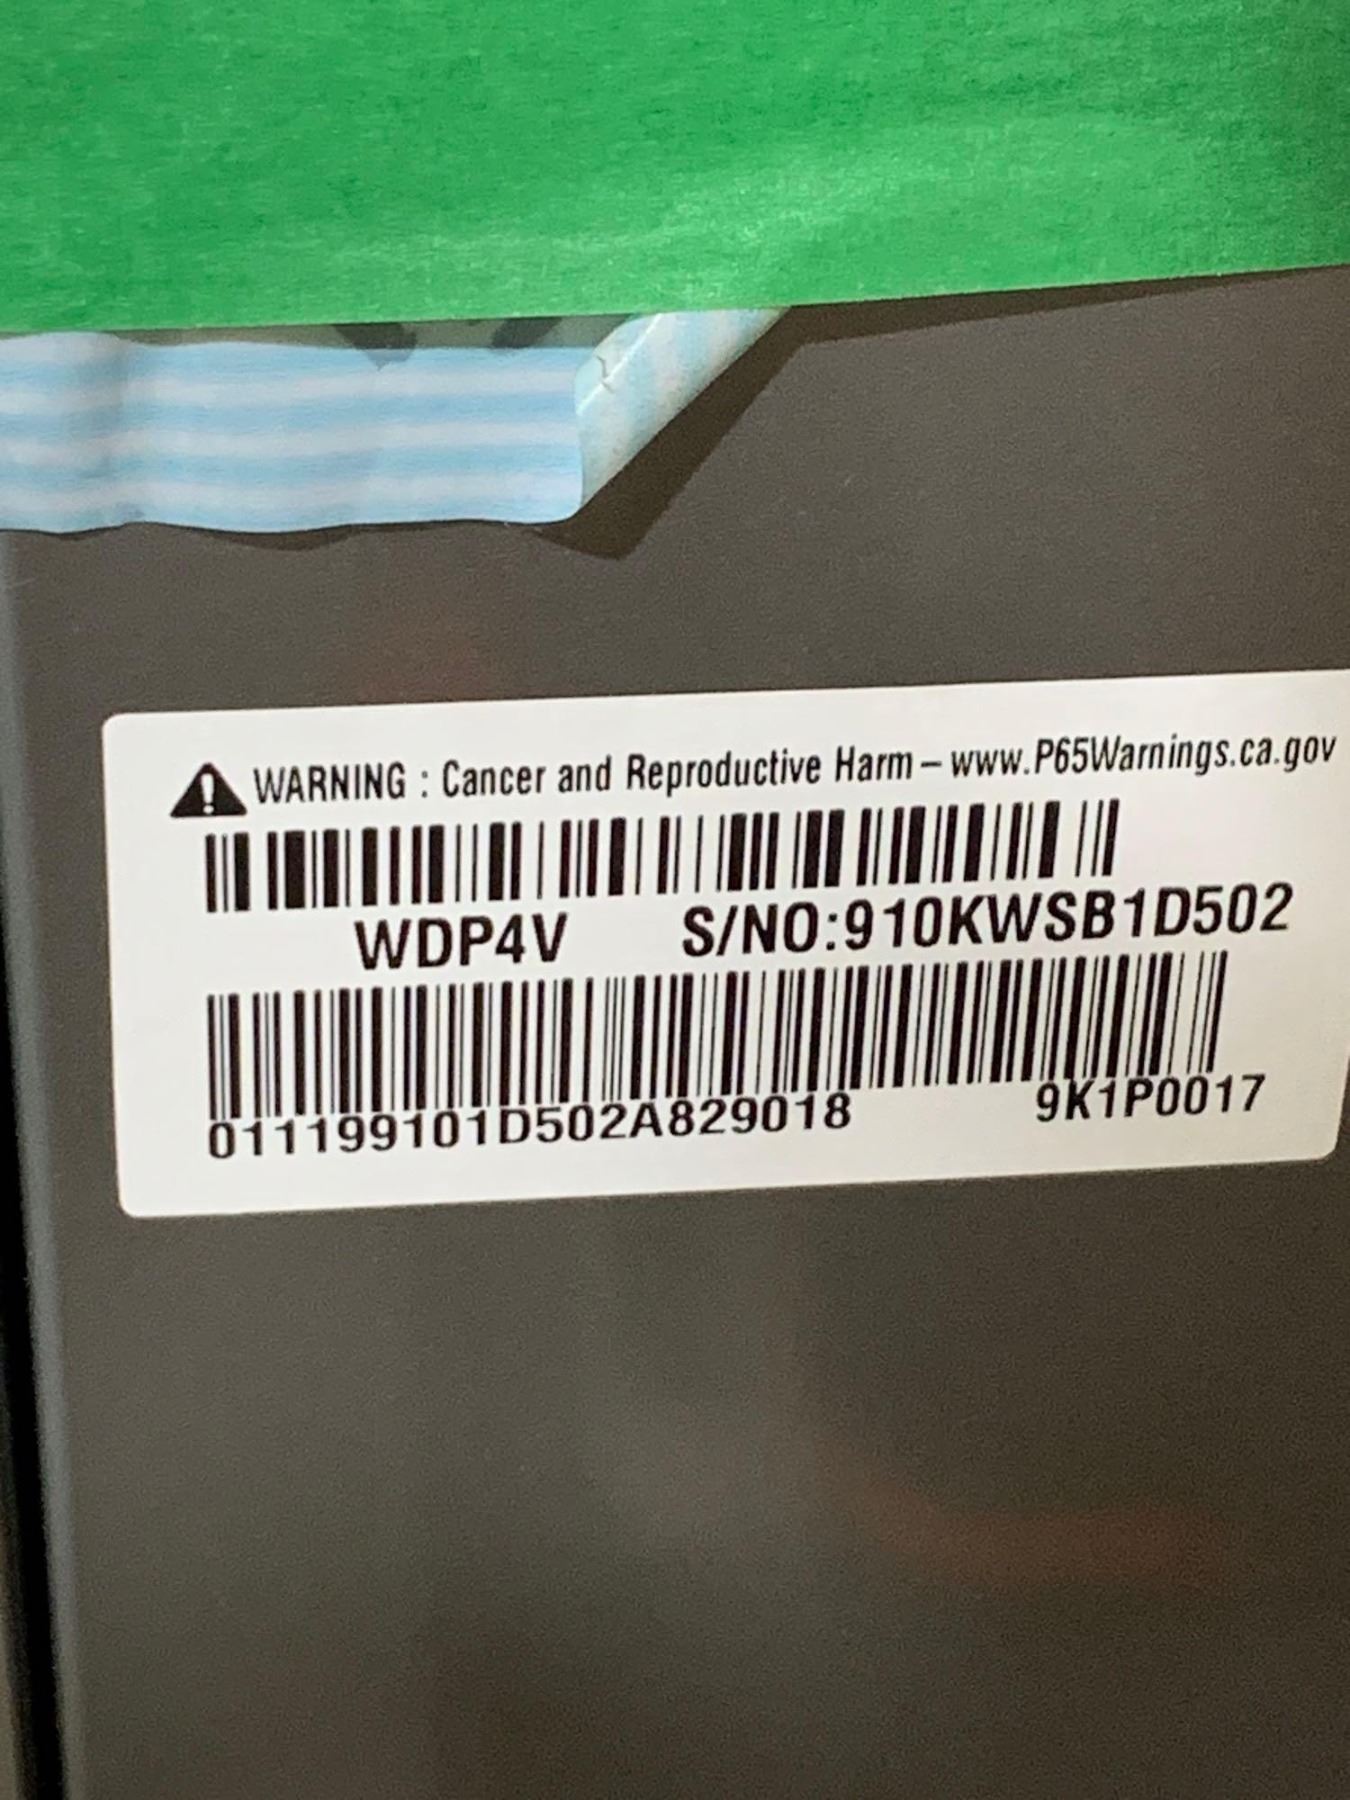 WARNING : Cancer and Reproductive Harm – www.P65Warnings.ca.gov
WDP4V S/NO:910KWSB1D502
011199101D502A829018 9K1P0017